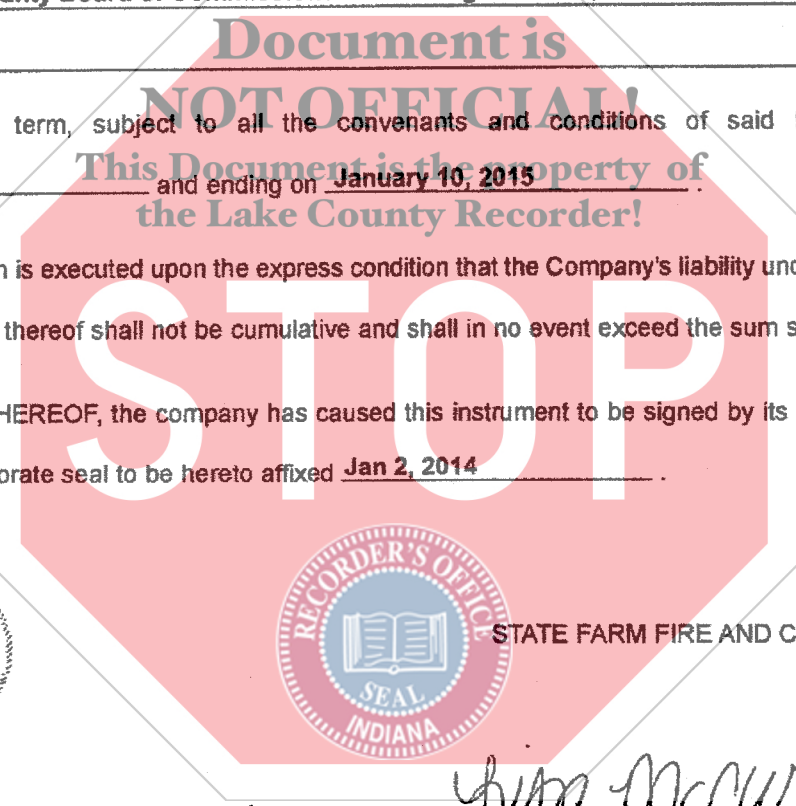 Document is
NOT OFFICIAL!
term, subject to all the convenants and conditions of said
This Document is the property of
and ending on January 10, 2015 .
the Lake County Recorder!
is executed upon the express condition that the Company's liability
STOP
thereof shall not be cumulative and shall in no event exceed the sum
HEREOF, the company has caused this instrument to be signed by its
orate seal to be hereto affixed Jan 2, 2014 .
RECORDER'S OFFICE
SEAL
INDIANA
STATE FARM FIRE AND C